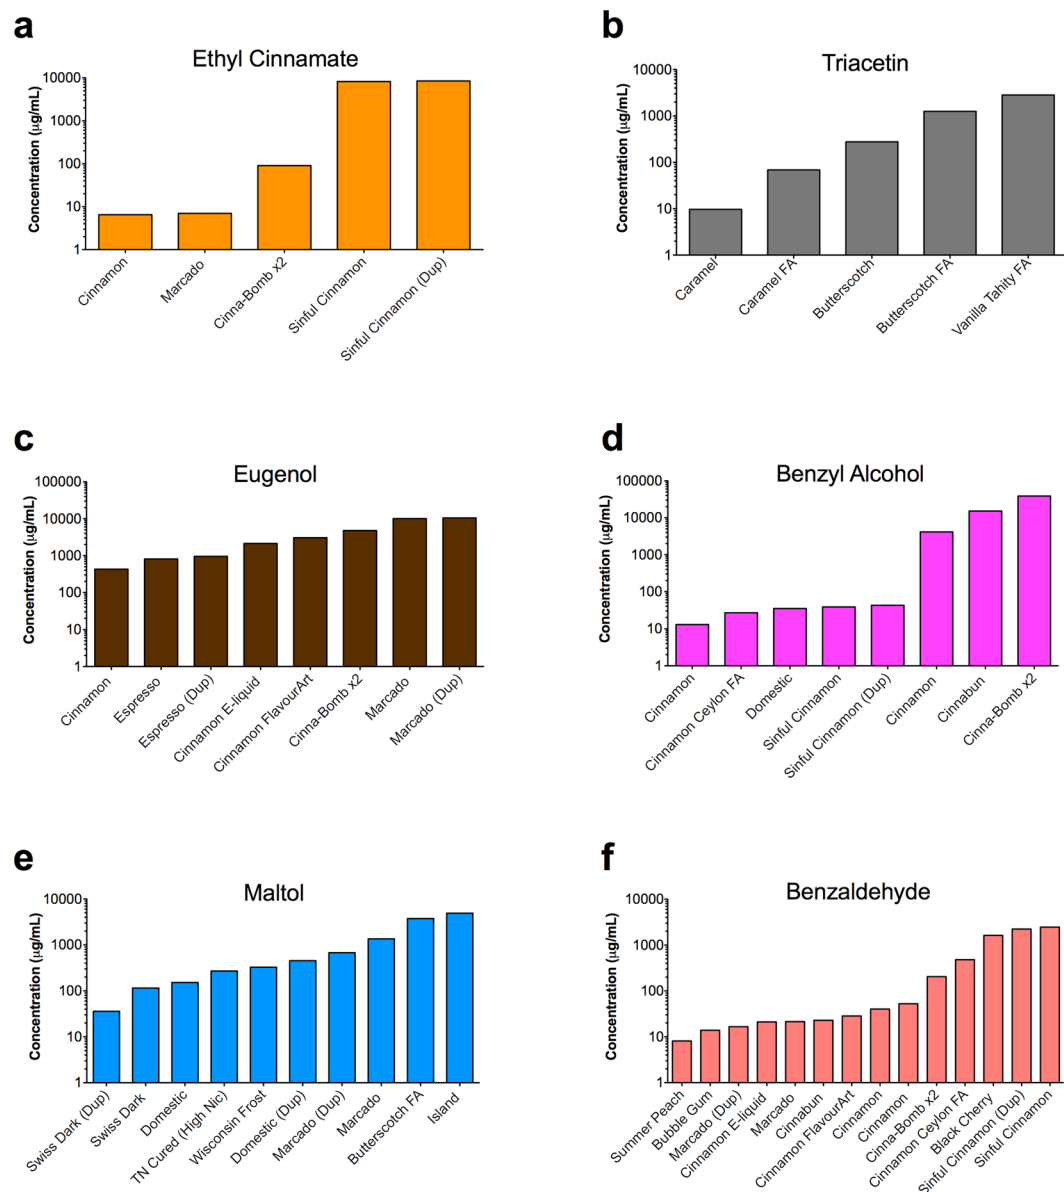 a
Ethyl Cinnamate
Concentration (µg/mL)
10000
1000
100
10
1
Cinnamon
Marcado
Cinna-Bomb x2
Sinful Cinnamon
Sinful Cinnamon (Dup)
b
Triacetin
Concentration (µg/mL)
10000
1000
100
10
1
Caramel
Caramel FA
Butterscotch
Butterscotch FA
Vanilla Tahity FA
c
Eugenol
Concentration (µg/mL)
100000
10000
1000
100
10
1
Cinnamon
Espresso
Espresso (Dup)
Cinnamon E-liquid
Cinnamon FlavourArt
Cinna-Bomb x2
Marcado
Marcado (Dup)
d
Benzyl Alcohol
Concentration (µg/mL)
100000
10000
1000
100
10
1
Cinnamon
Cinnamon Ceylon FA
Domestic
Sinful Cinnamon
Sinful Cinnamon (Dup)
Cinnamon
Cinnabun
Cinna-Bomb x2
e
Maltol
Concentration (µg/mL)
10000
1000
100
10
1
Swiss Dark (Dup)
Swiss Dark
Domestic
TN Cured (High Nic)
Wisconsin Frost
Domestic (Dup)
Marcado (Dup)
Marcado
Butterscotch FA
Island
f
Benzaldehyde
Concentration (µg/mL)
10000
1000
100
10
1
Summer Peach
Bubble Gum
Marcado (Dup)
Cinnamon E-liquid
Marcado
Cinnabun
Cinnamon FlavourArt
Cinnamon
Cinnamon
Cinna-Bomb x2
Cinnamon Ceylon FA
Black Cherry
Sinful Cinnamon (Dup)
Sinful Cinnamon